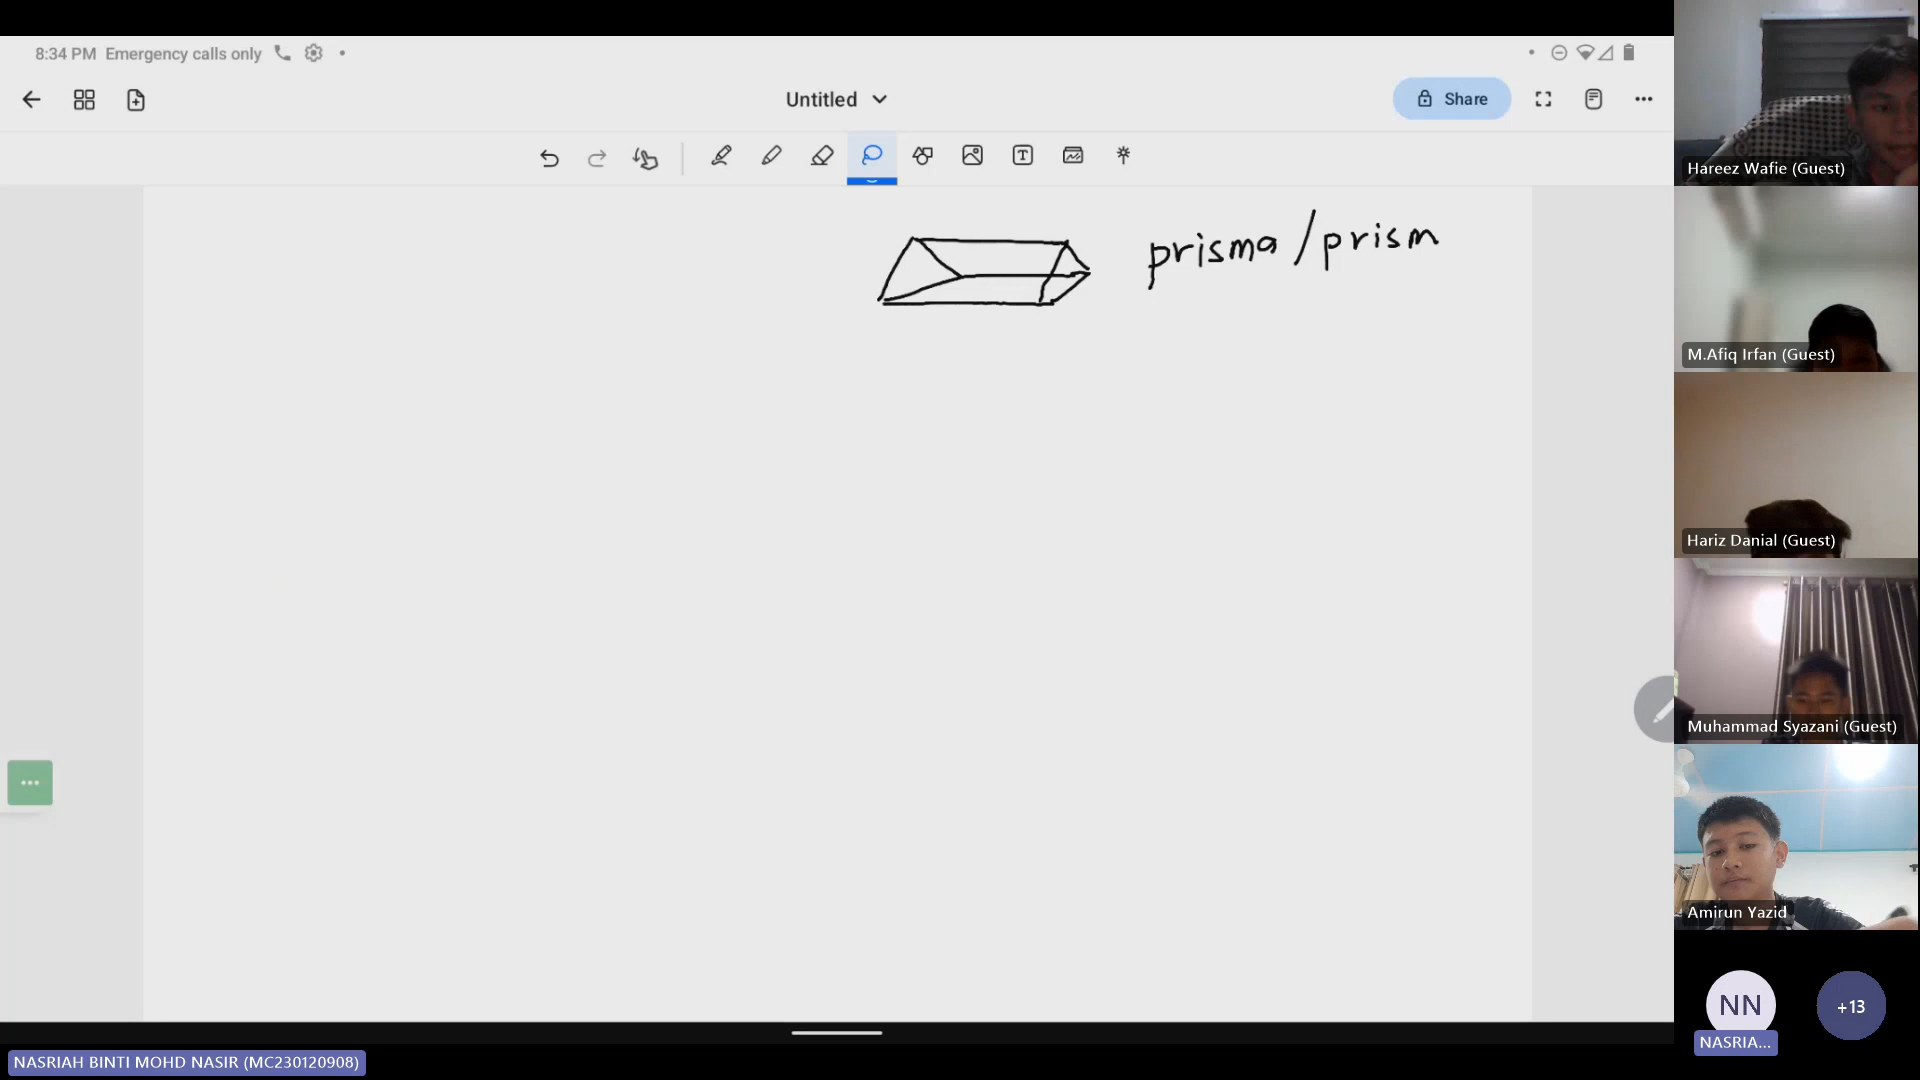 8:34 PM Emergency calls only
Untitled
Share
prisma / prism
Hareez Wafie (Guest)
M.Afiq Irfan (Guest)
Hariz Danial (Guest)
Muhammad Syazani (Guest)
Amirun Yazid
NN
+13
NASRIA...
NASRIAH BINTI MOHD NASIR (MC230120908)